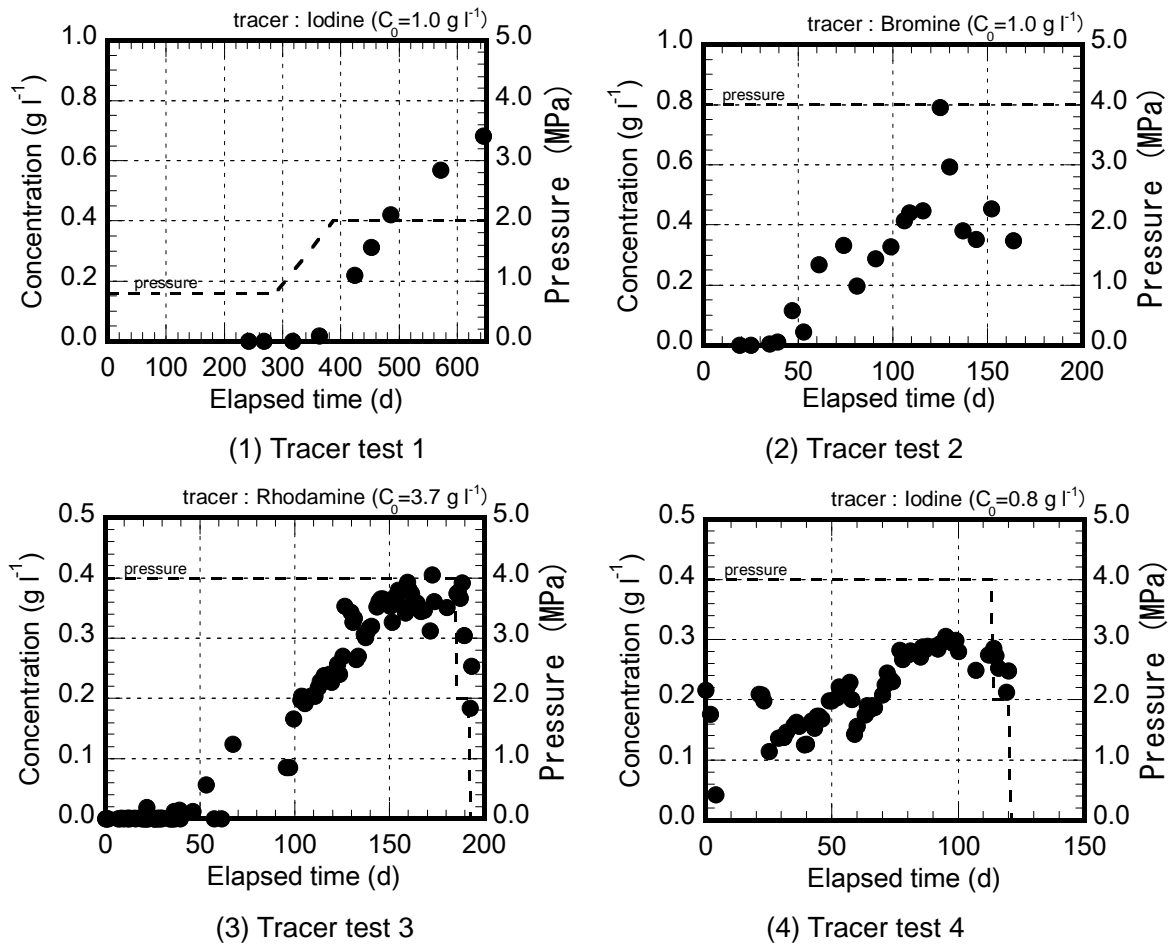 tracer : Iodine (C0=1.0 g l-1)
1.0
0.8
0.6
0.4
0.2
0.0
Concentration (g l-1)
5.0
4.0
3.0
2.0
1.0
0.0
Pressure (MPa)
pressure
0 100 200 300 400 500 600
Elapsed time (d)
(1) Tracer test 1
tracer : Bromine (C0=1.0 g l-1)
1.0
0.8
0.6
0.4
0.2
0.0
Concentration (g l-1)
5.0
4.0
3.0
2.0
1.0
0.0
Pressure (MPa)
pressure
0 50 100 150 200
Elapsed time (d)
(2) Tracer test 2
tracer : Rhodamine (C0=3.7 g l-1)
0.5
0.4
0.3
0.2
0.1
0.0
Concentration (g l-1)
5.0
4.0
3.0
2.0
1.0
0.0
Pressure (MPa)
pressure
0 50 100 150 200
Elapsed time (d)
(3) Tracer test 3
tracer : Iodine (C0=0.8 g l-1)
0.5
0.4
0.3
0.2
0.1
0.0
Concentration (g l-1)
5.0
4.0
3.0
2.0
1.0
0.0
Pressure (MPa)
pressure
0 50 100 150
Elapsed time (d)
(4) Tracer test 4